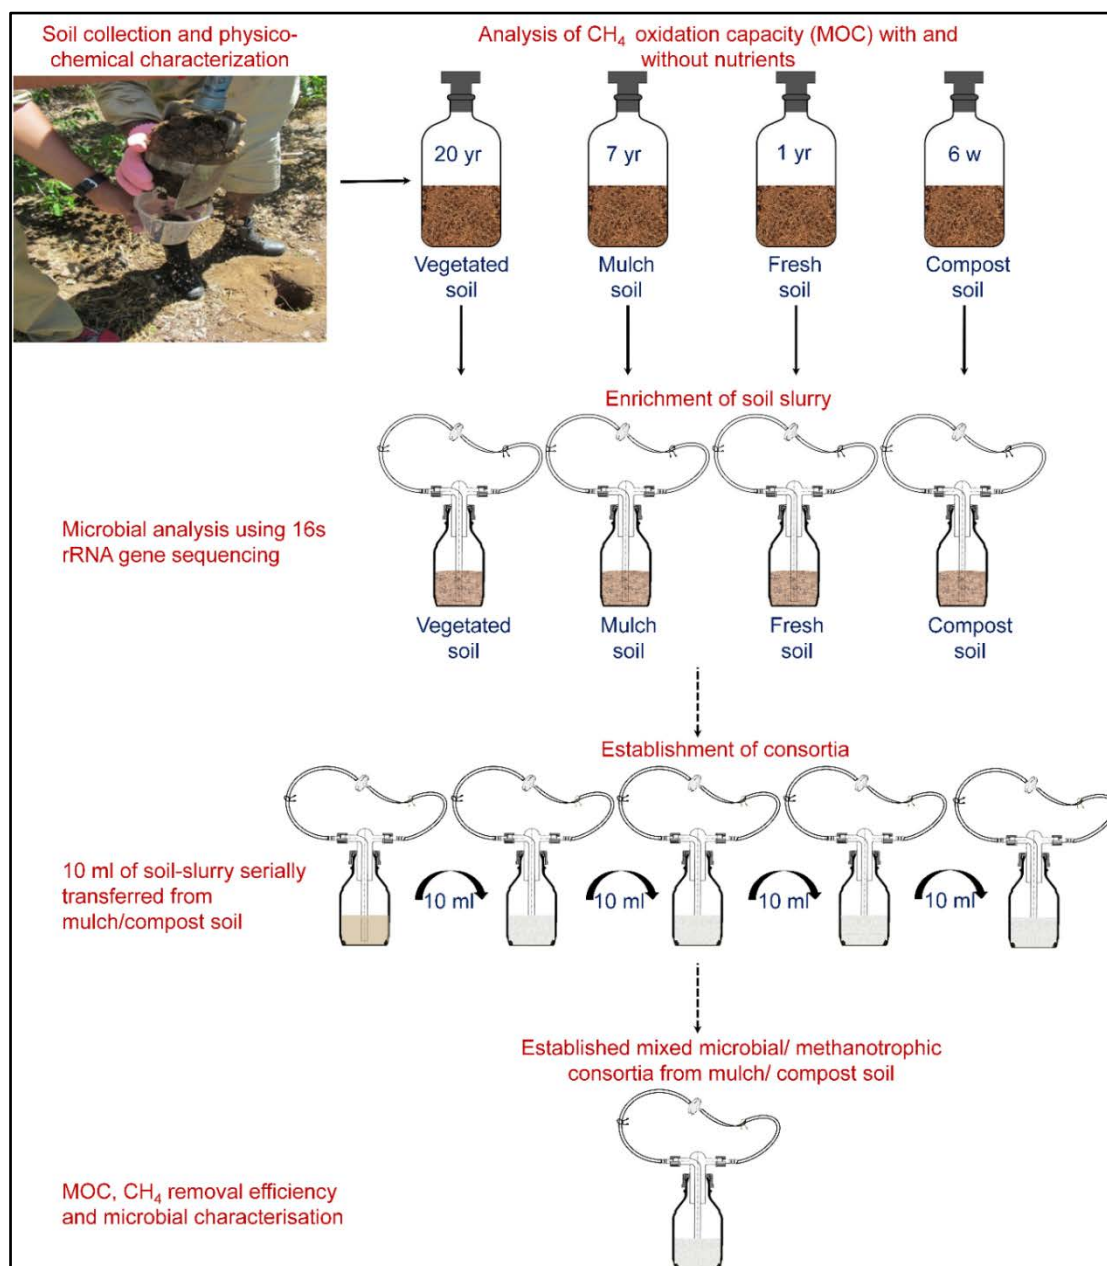 Soil collection and physico-
chemical characterization
Analysis of CH₄ oxidation capacity (MOC) with and
without nutrients
20 yr
7 yr
1 yr
6 w
Vegetated
soil
Mulch
soil
Fresh
soil
Compost
soil
Enrichment of soil slurry
Microbial analysis using 16s
rRNA gene sequencing
Vegetated
soil
Mulch
soil
Fresh
soil
Compost
soil
Establishment of consortia
10 ml of soil-slurry serially
transferred from
mulch/compost soil
10 ml
10 ml
10 ml
10 ml
Established mixed microbial/ methanotrophic
consortia from mulch/ compost soil
MOC, CH₄ removal efficiency
and microbial characterisation